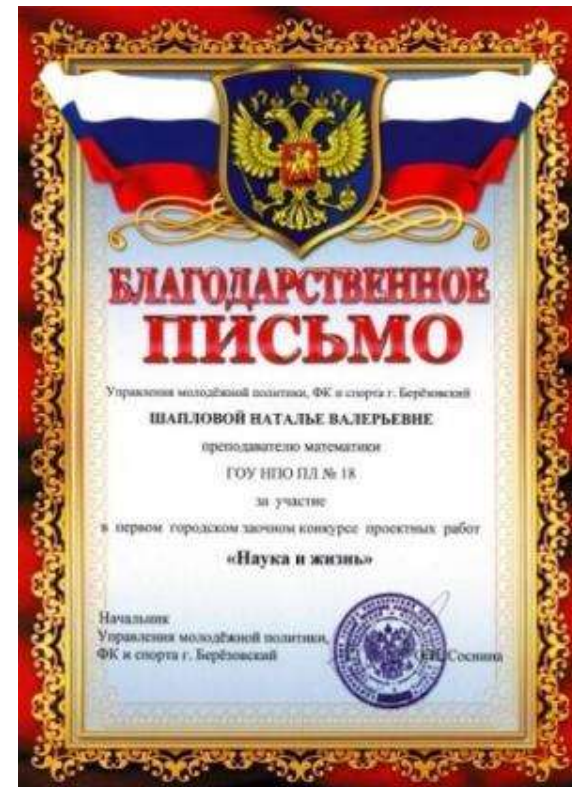 БЛАГОДАРСТВЕННОЕ
ПИСЬМО
Управления молодёжной политики, ФК и спорта г. Берёзовский
ШАПЛОВОЙ НАТАЛЬЕ ВАЛЕРЬЕВНЕ
преподавателю математики
ГОУ НПО ПЛ № 18
за участие
в первом городском заочном конкурсе проектных работ
«Наука и жизнь»
Начальник
Управления молодёжной политики,
ФК и спорта г. Берёзовский Соснина